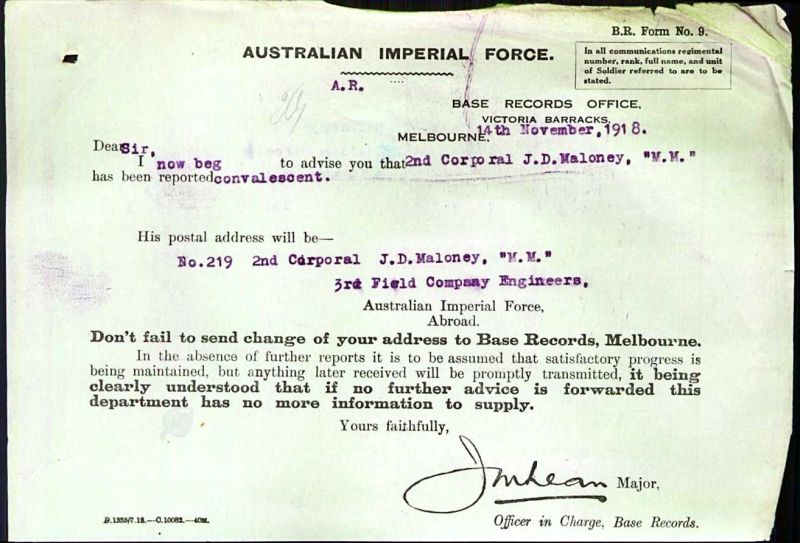 B.R. Form No. 9.
AUSTRALIAN IMPERIAL FORCE.
In all communications regimental
number, rank, full name, and unit
of Soldier referred to are to be
stated.
A.R.
BASE RECORDS OFFICE,
VICTORIA BARRACKS,
MELBOURNE, 14th November, 1918.
Dear Sir,
I now beg to advise you that 2nd Corporal J.D.Maloney, "M.M."
has been reported convalescent.
His postal address will be—
No.219 2nd Corporal J.D.Maloney, "M.M."
3rd Field Company Engineers,
Australian Imperial Force,
Abroad.
Don't fail to send change of your address to Base Records, Melbourne.
In the absence of further reports it is to be assumed that satisfactory progress is
being maintained, but anything later received will be promptly transmitted, it being
clearly understood that if no further advice is forwarded this
department has no more information to supply.
Yours faithfully,
Major,
Officer in Charge, Base Records.